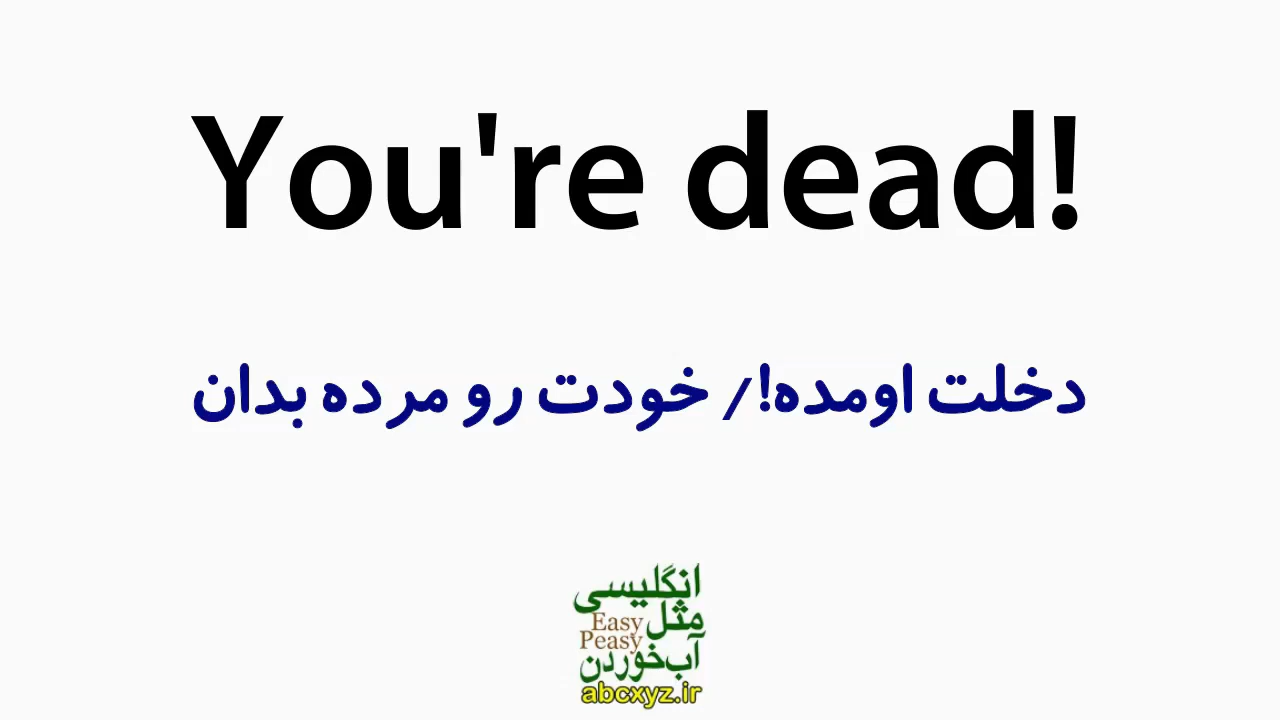 You're dead!
دخلت اومده!/ خودت رو مرده بدان
انگلیسی
مثل
Easy
Peasy
آب‌خوردن
abcxyz.ir